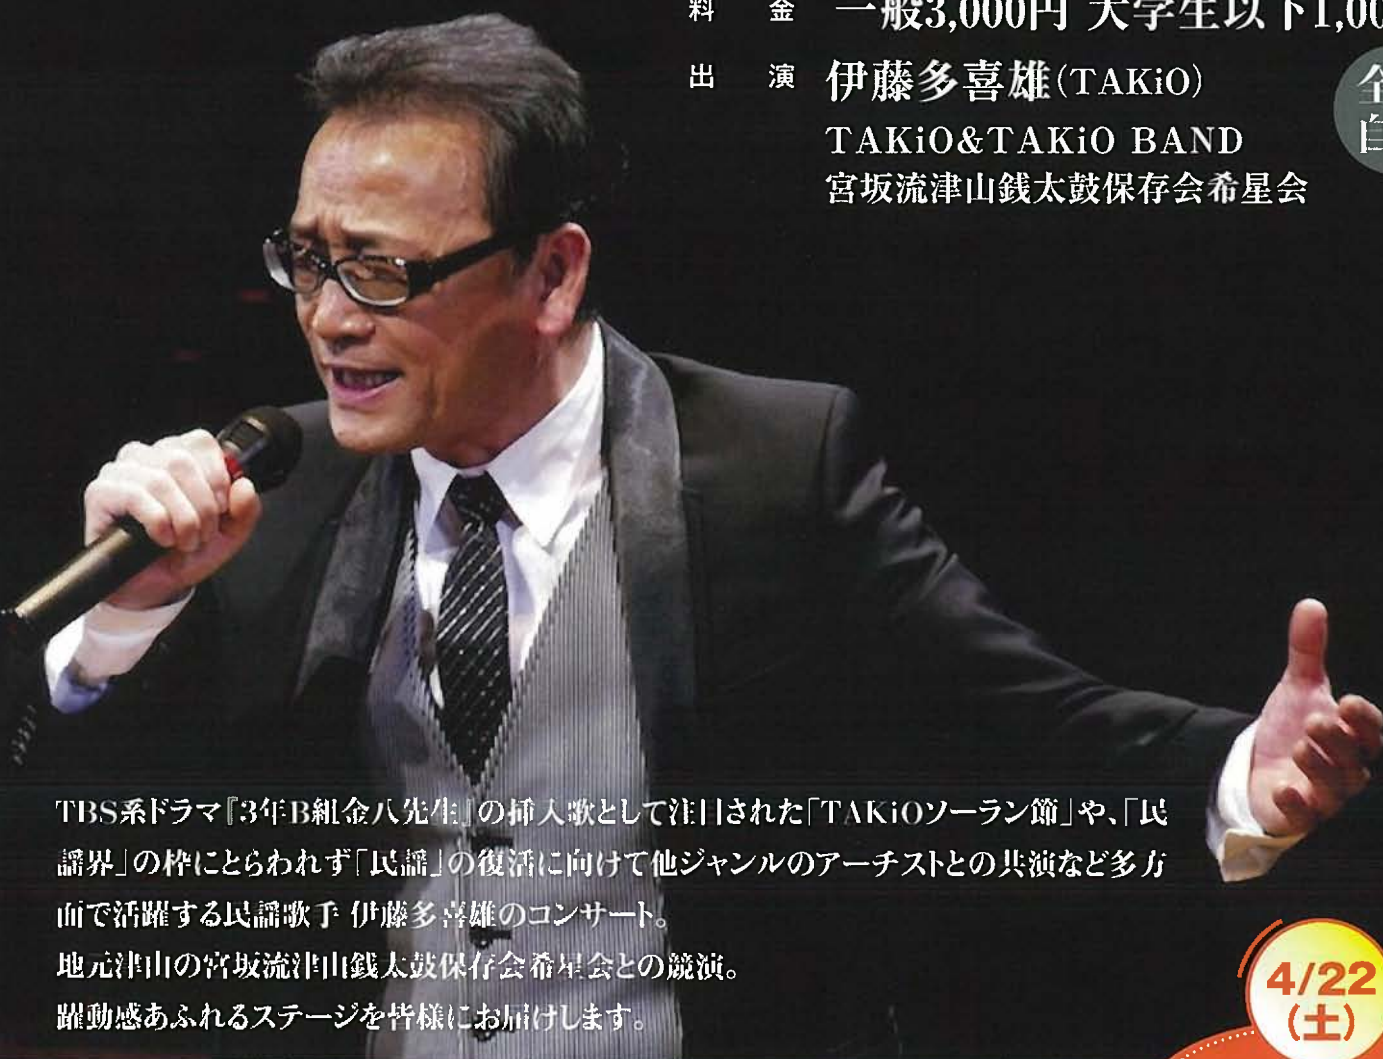 料 金 一般3,000円 大学生以下1,00
出 演 伊藤多喜雄(TAKiO)
TAKiO&TAKiO BAND
宮坂流津山銭太鼓保存会希星会
全
自
TBS系ドラマ『3年B組金八先生』の挿入歌として注目された「TAKiOソーラン節」や、「民
謡界」の枠にとらわれず「民謡」の復活に向けて他ジャンルのアーチストとの共演など多方
面で活躍する民謡歌手 伊藤多喜雄のコンサート。
地元津山の宮坂流津山銭太鼓保存会希星会との競演。
躍動感あふれるステージを皆様にお届けします。
4/22
(土)